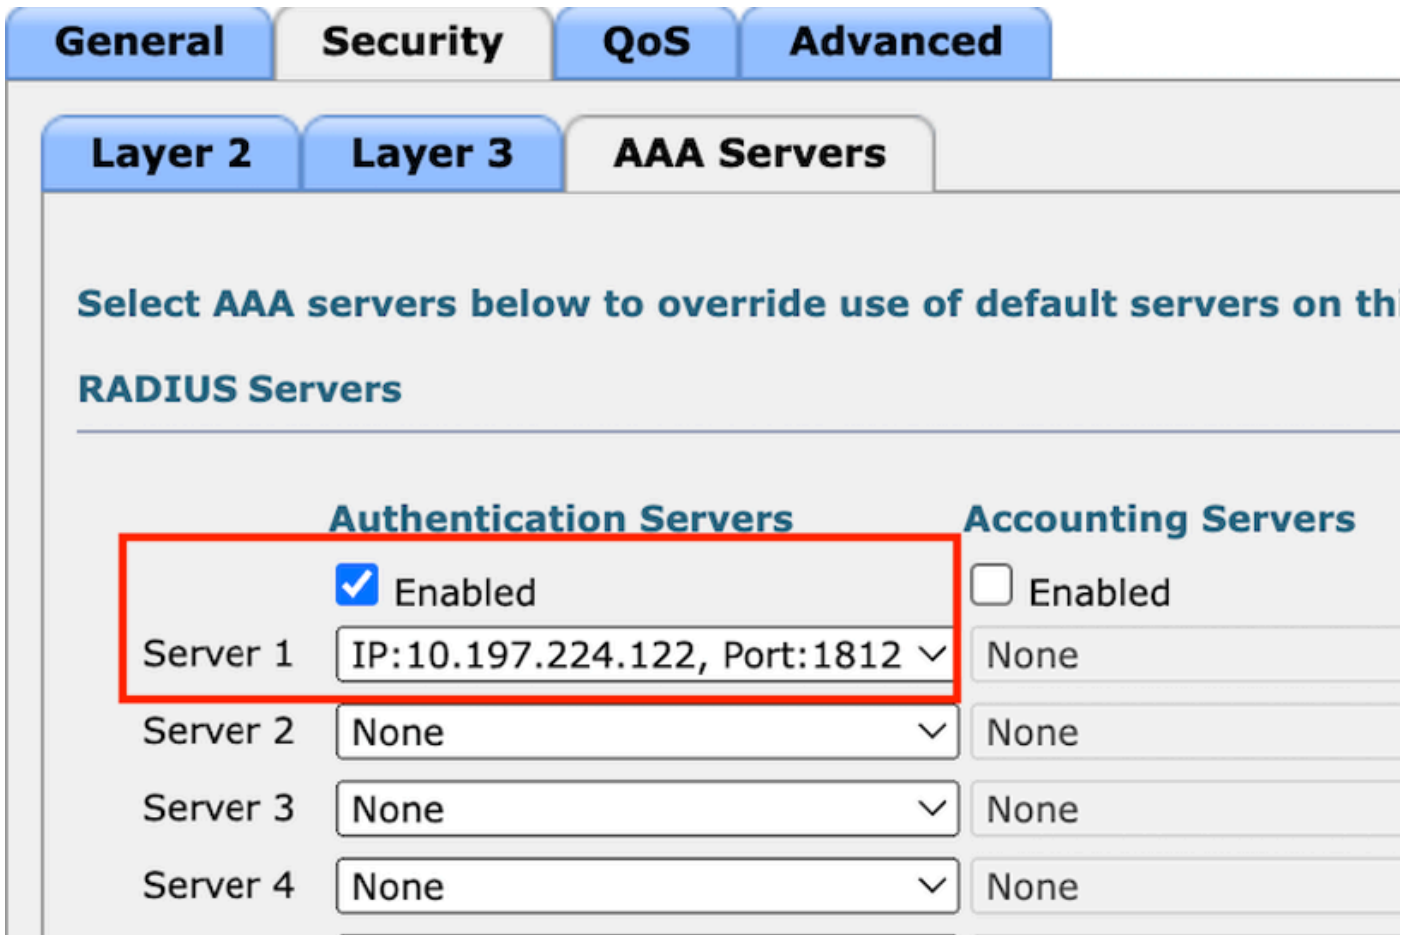 General Security QoS Advanced
Layer 2 Layer 3 AAA Servers
Select AAA servers below to override use of default servers on thi
RADIUS Servers
Authentication Servers Accounting Servers
Enabled Enabled
Server 1 IP:10.197.224.122, Port:1812 None
Server 2 None None
Server 3 None None
Server 4 None None